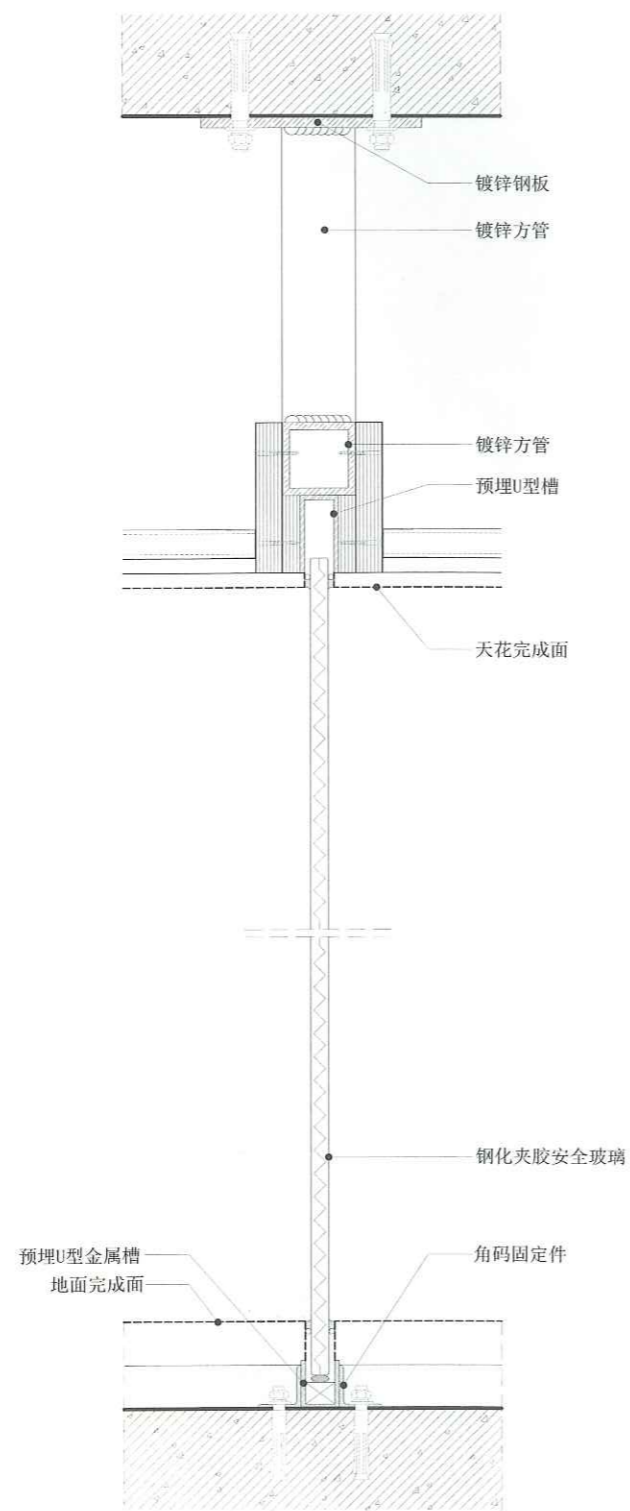 镀锌钢板
镀锌方管
镀锌方管
预埋U型槽
天花完成面
钢化夹胶安全玻璃
预埋U型金属槽
角码固定件
地面完成面